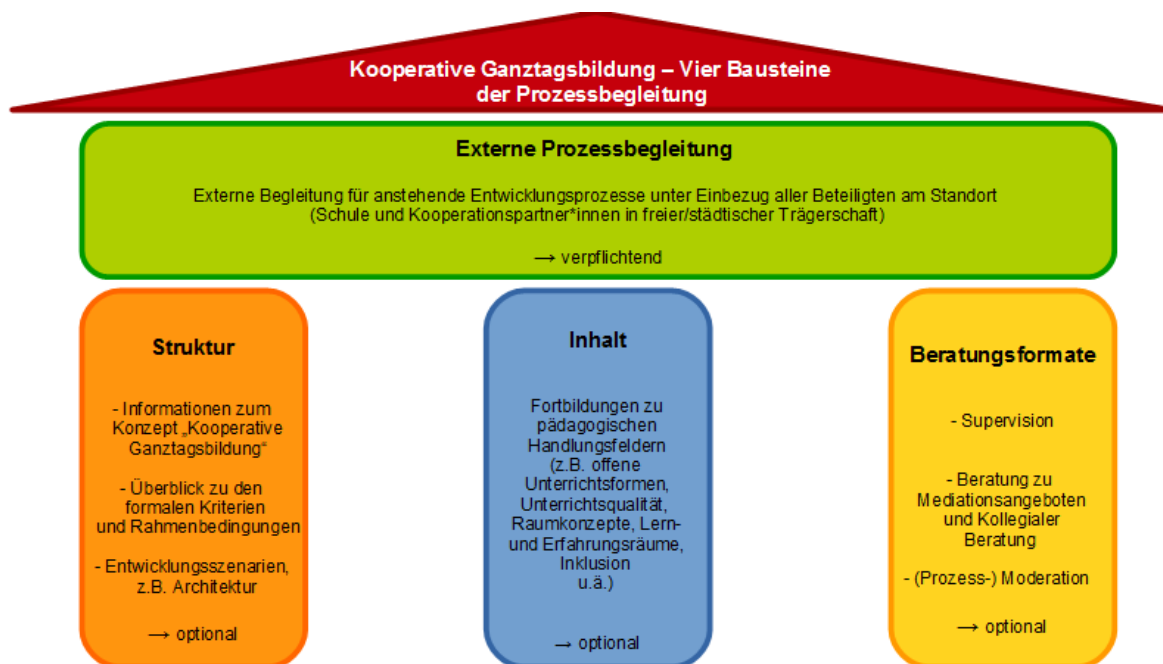 Kooperative Ganztagsbildung – Vier Bausteine
der Prozessbegleitung
Externe Prozessbegleitung
Externe Begleitung für anstehende Entwicklungsprozesse unter Einbezug aller Beteiligten am Standort
(Schule und Kooperationspartner*innen in freier/städtischer Trägerschaft)
→ verpflichtend
Struktur
- Informationen zum
Konzept „Kooperative
Ganztagsbildung“
- Überblick zu den
formalen Kriterien
und Rahmenbedingungen
- Entwicklungsszenarien,
z.B. Architektur
→ optional
Inhalt
Fortbildungen zu
pädagogischen
Handlungsfeldern
(z.B. offene
Unterrichtsformen,
Unterrichtsqualität,
Raumkonzepte, Lern-
und Erfahrungsräume,
Inklusion
u.ä.)
→ optional
Beratungsformate
- Supervision
- Beratung zu
Mediationsangeboten
und Kollegialer
Beratung
- (Prozess-) Moderation
→ optional